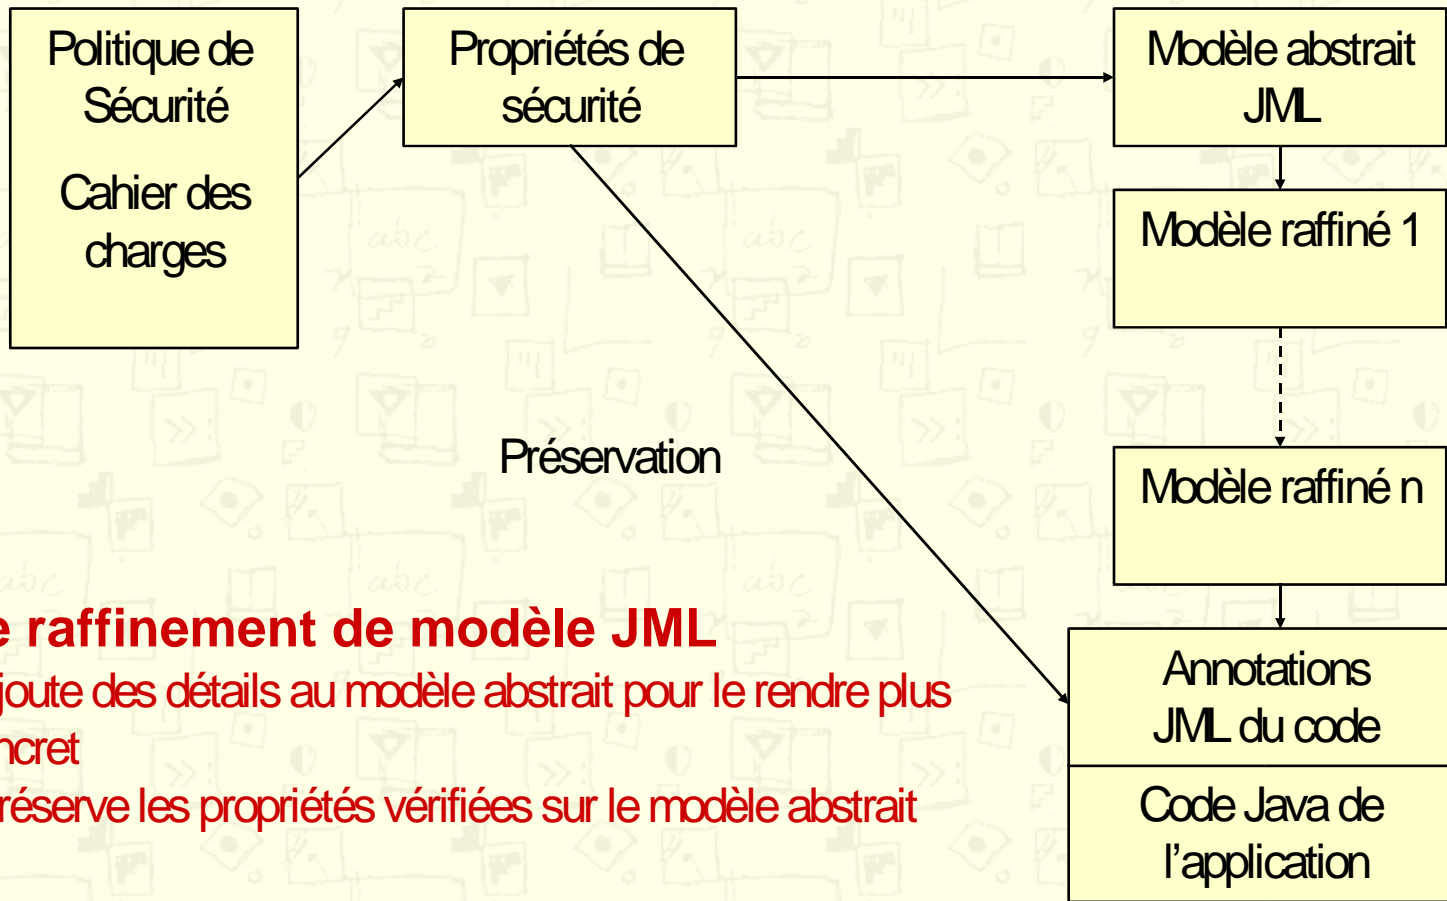 Politique de
Sécurité
Cahier des
charges
Propriétés de
sécurité
Modèle abstrait
JML
Modèle raffiné 1
Préservation
Modèle raffiné n
e raffinement de modèle JML
joute des détails au modèle abstrait pour le rendre plus
ncret
réserve les propriétés vérifiées sur le modèle abstrait
Annotations
JML du code
Code Java de
l'application